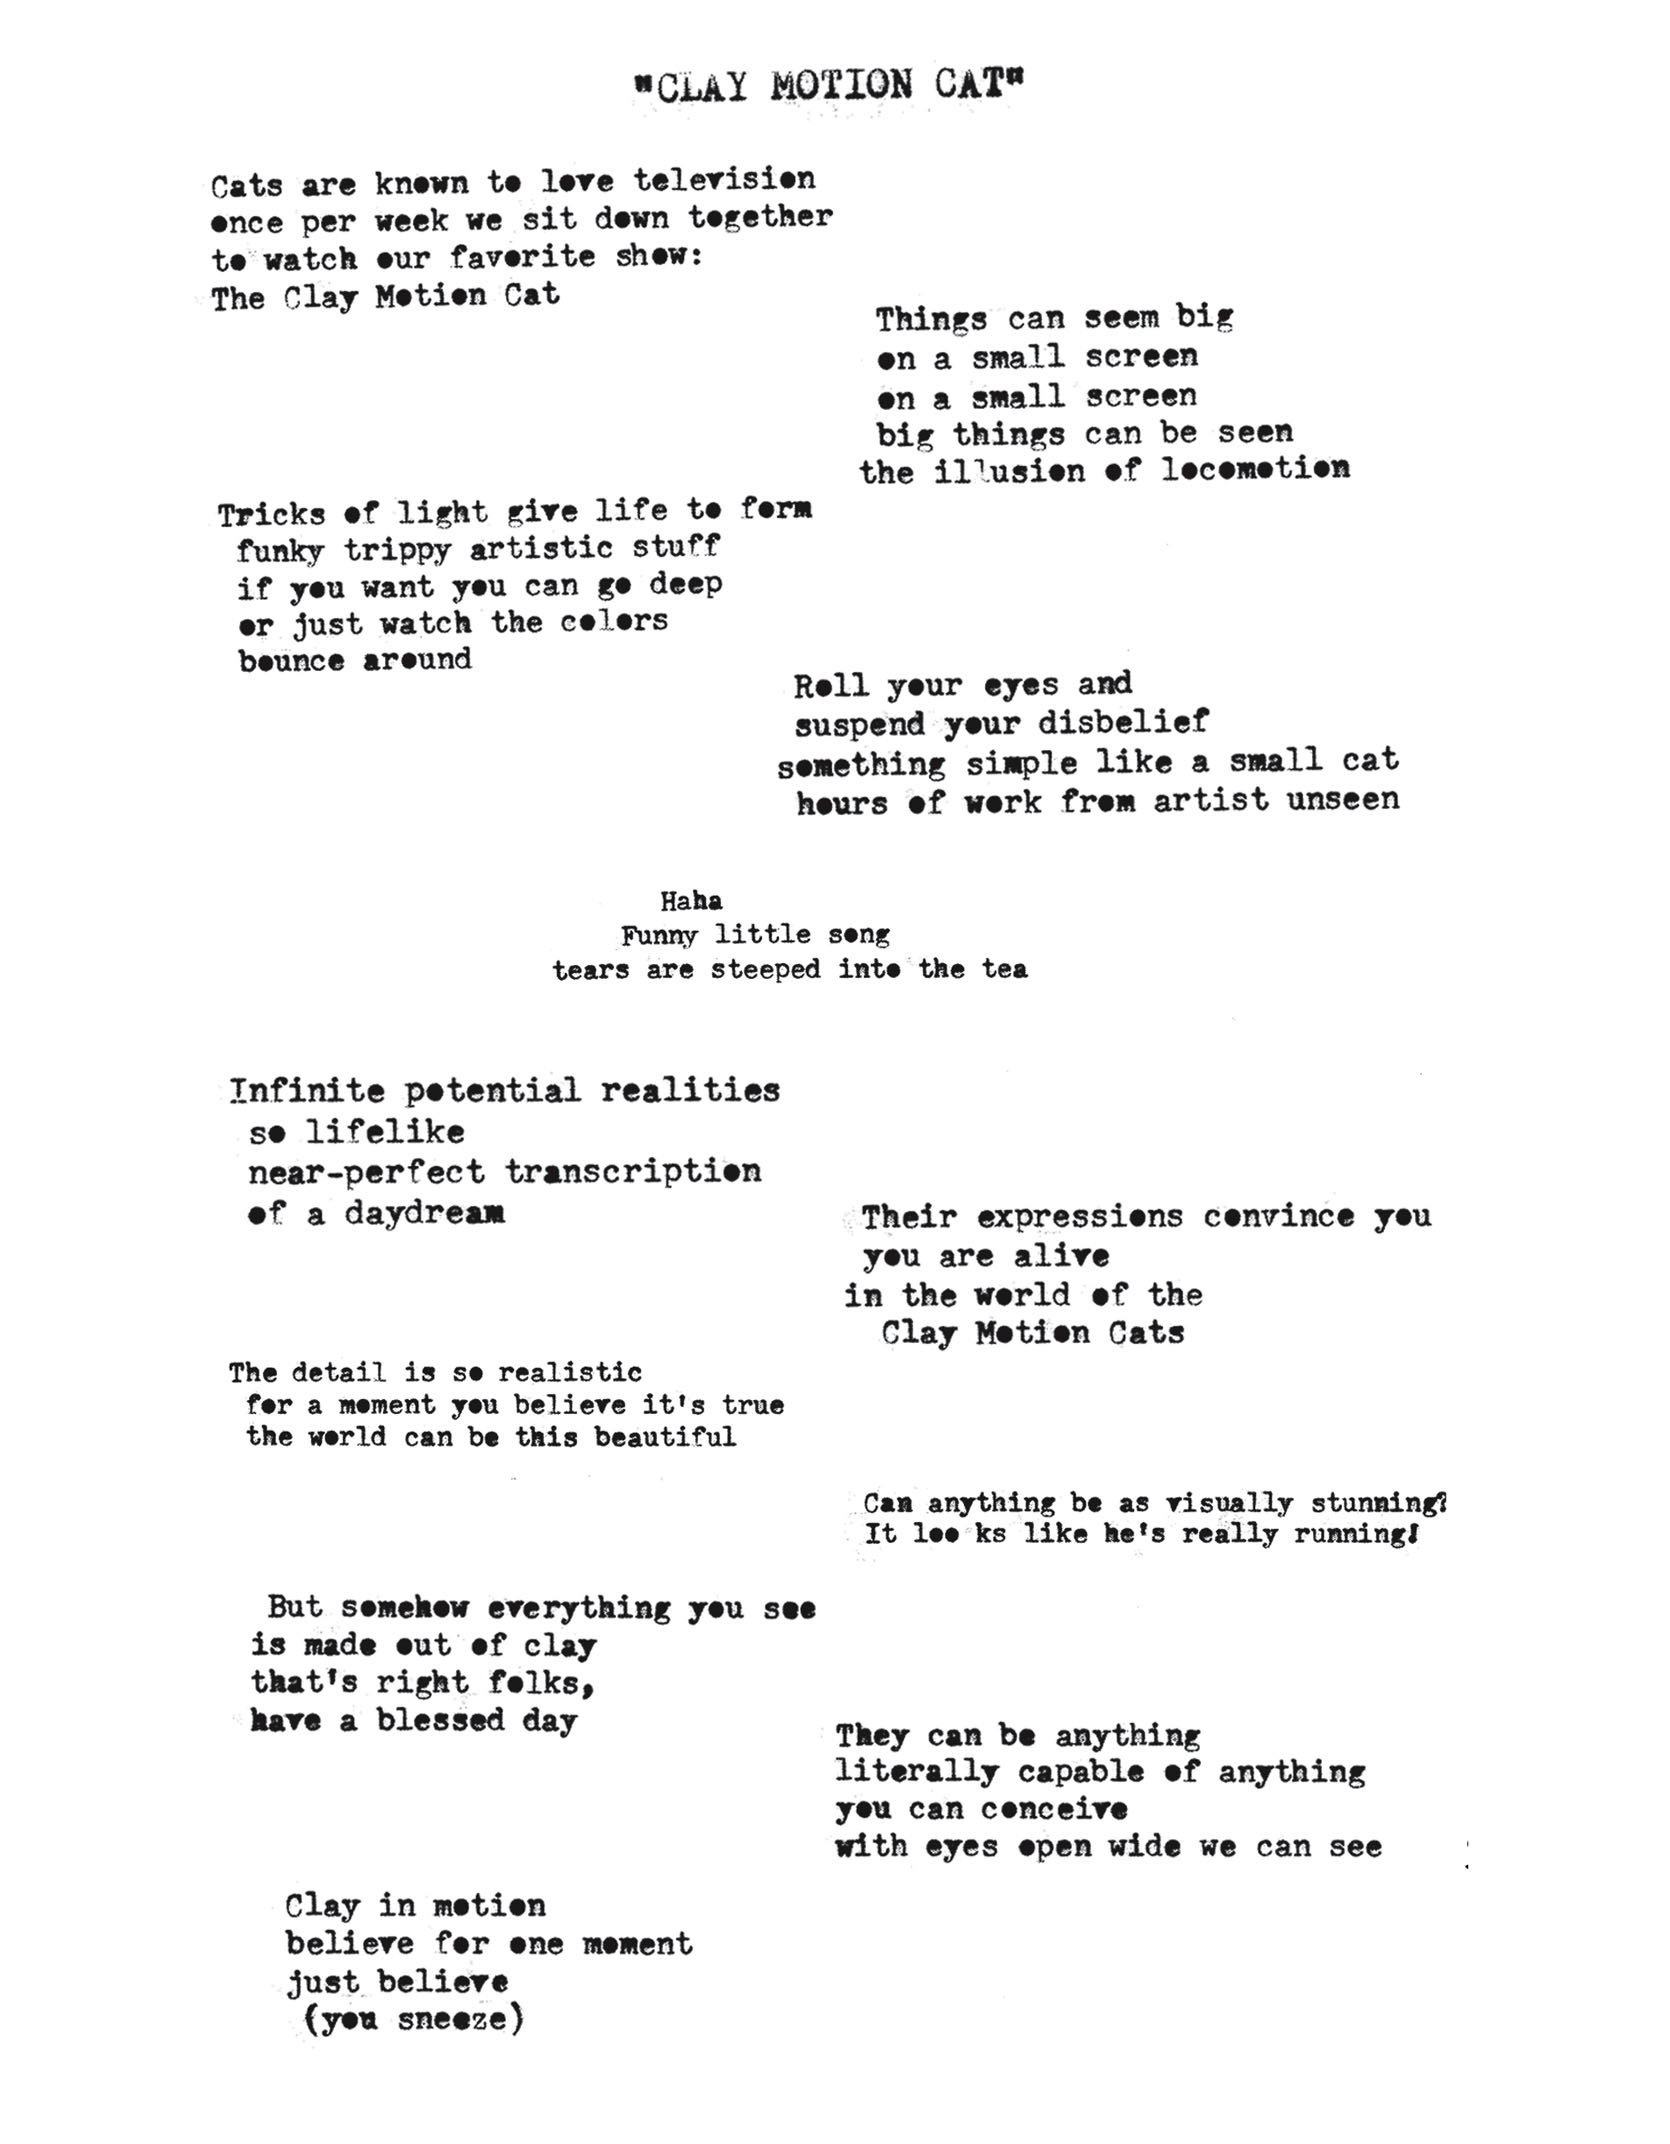 "CLAY MOTION CAT"
Cats are known to love television
once per week we sit down together
to watch our favorite show:
The Clay Motion Cat
Things can seem big
on a small screen
on a small screen
big things can be seen
the illusion of locomotion
Tricks of light give life to form
funky trippy artistic stuff
if you want you can go deep
or just watch the colors
bounce around
Roll your eyes and
suspend your disbelief
something simple like a small cat
hours of work from artist unseen
Haha
Funny little song
tears are steeped into the tea
Infinite potential realities
so lifelike
near-perfect transcription
of a daydream
Their expressions convince you
you are alive
in the world of the
Clay Motion Cats
The detail is so realistic
for a moment you believe it's true
the world can be this beautiful
Can anything be as visually stunning?
It loo ks like he's really running!
But somehow everything you see
is made out of clay
that's right folks,
have a blessed day
They can be anything
literally capable of anything
you can conceive
with eyes open wide we can see
Clay in motion
believe for one moment
just believe
(you sneeze)